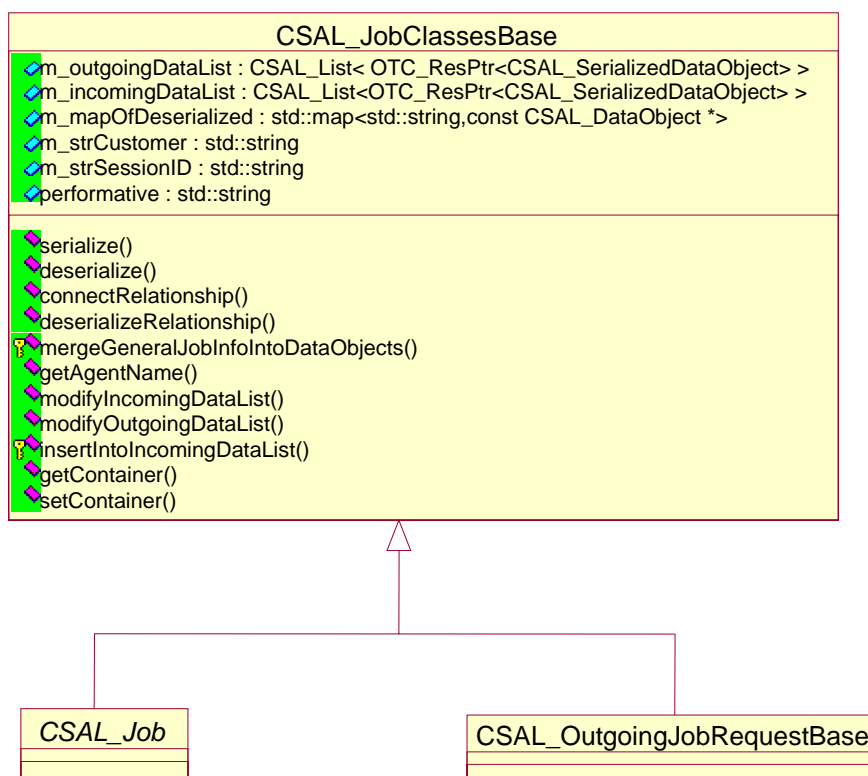 CSAL_JobClassesBase
m_outgoingDataList : CSAL_List< OTC_ResPtr<CSAL_SerializedDataObject> >
m_incomingDataList : CSAL_List<OTC_ResPtr<CSAL_SerializedDataObject> >
m_mapOfDeserialized : std::map<std::string,const CSAL_DataObject *>
m_strCustomer : std::string
m_strSessionID : std::string
performative : std::string
serialize()
deserialize()
connectRelationship()
deserializeRelationship()
mergeGeneralJobInfoIntoDataObjects()
getAgentName()
modifyIncomingDataList()
modifyOutgoingDataList()
insertIntoIncomingDataList()
getContainer()
setContainer()
CSAL_Job
CSAL_OutgoingJobRequestBase